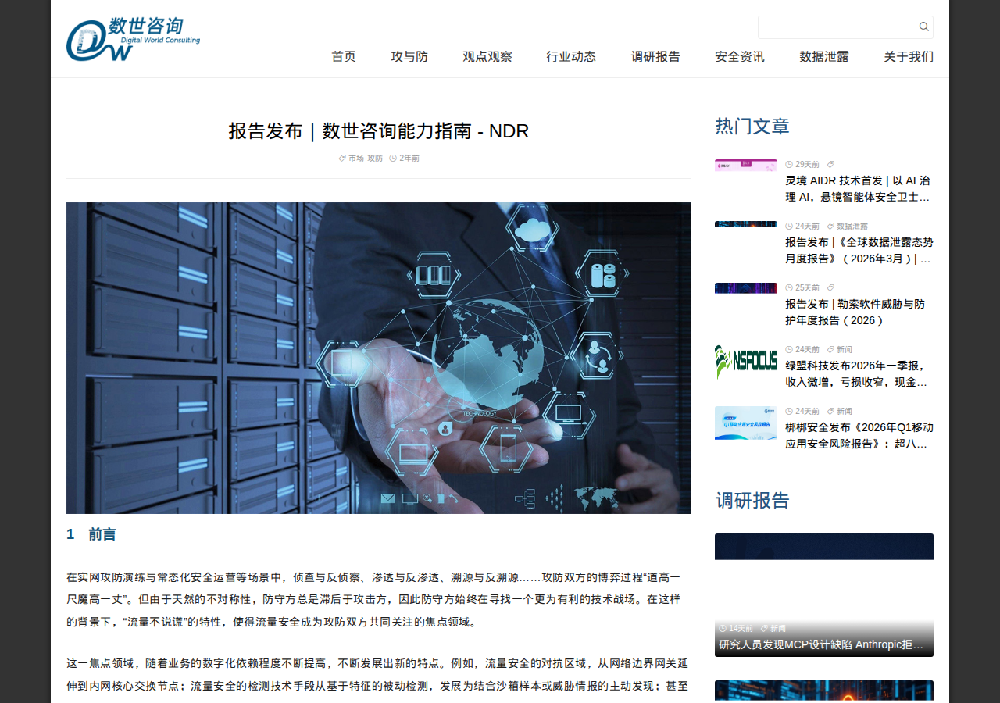 数世咨询
Digital World Consulting
首页 攻与防 观点观察 行业动态 调研报告 安全资讯 数据泄露 关于我们
报告发布｜数世咨询能力指南 - NDR
市场 攻防 2年前
TECHNOLOGY
1 前言
在实网攻防演练与常态化安全运营等场景中，侦查与反侦察、渗透与反渗透、溯源与反溯源……攻防双方的博弈过程“道高一
尺魔高一丈”。但由于天然的不对称性，防守方总是滞后于攻击方，因此防守方始终在寻找一个更为有利的技术战场。在这样
的背景下，“流量不说谎”的特性，使得流量安全成为攻防双方共同关注的焦点领域。
这一焦点领域，随着业务的数字化依赖程度不断提高，不断发展出新的特点。例如，流量安全的对抗区域，从网络边界网关延
伸到内网核心交换节点；流量安全的检测技术手段从基于特征的被动检测，发展为结合沙箱样本或威胁情报的主动发现；甚至
热门文章
29天前
灵境 AIDR 技术首发 | 以 AI 治
理 AI，悬镜智能体安全卫士…
24天前 数据泄露
报告发布 |《全球数据泄露态势
月度报告》（2026年3月）| …
25天前
报告发布 | 勒索软件威胁与防
护年度报告（2026）
NSFOCUS
24天前 新闻
绿盟科技发布2026年一季报，
收入微增，亏损收窄，现金…
Q1移动应用安全风险报告
24天前 新闻
梆梆安全发布《2026年Q1移动
应用安全风险报告》：超八…
调研报告
14天前 新闻
研究人员发现MCP设计缺陷 Anthropic拒…